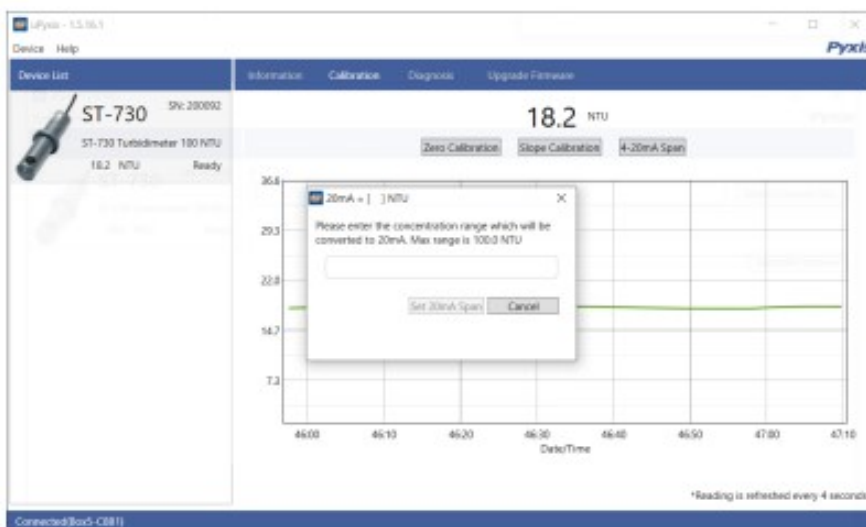 uPyxis - 1.5.16.1
Device Help
Pyxis
Device List
Information Calibration Diagnosis Upgrade Firmware
ST-730 SN: 200092
ST-730 Turbidimeter 100 NTU
18.2 NTU Ready
18.2 NTU
Zero Calibration Slope Calibration 4-20mA Span
20mA = [ ] NTU
Please enter the concentration range which will be
converted to 20mA. Max range is 100.0 NTU
Set 20mA Span Cancel
36.6
29.3
22.0
14.7
7.3
46:00 46:10 46:20 46:30 46:40 46:50 47:00 47:10
Date/Time
*Reading is refreshed every 4 seconds